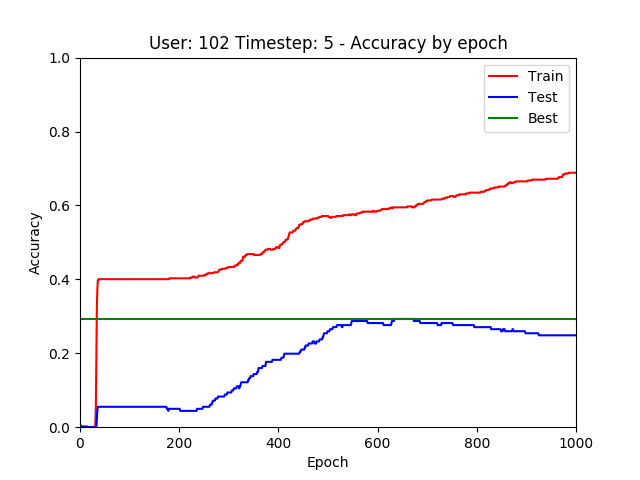 User: 102 Timestep: 5 - Accuracy by epoch
1.0
0.8
0.6
0.4
0.2
0.0
Accuracy
Train
Test
Best
0 200 400 600 800 1000
Epoch